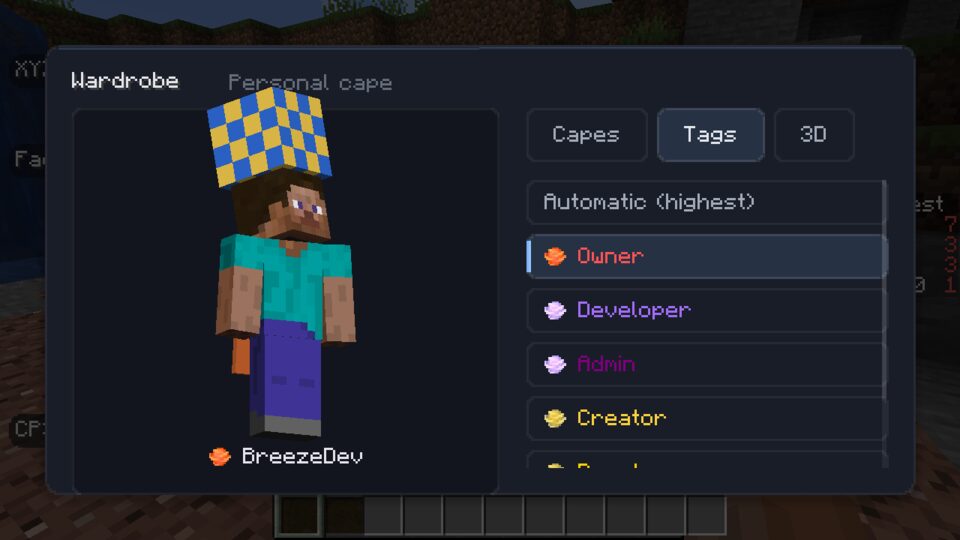 Wardrobe
Personal cape
Capes
Tags
3D
Automatic (highest)
Owner
Developer
Admin
Creator
BreezeDev